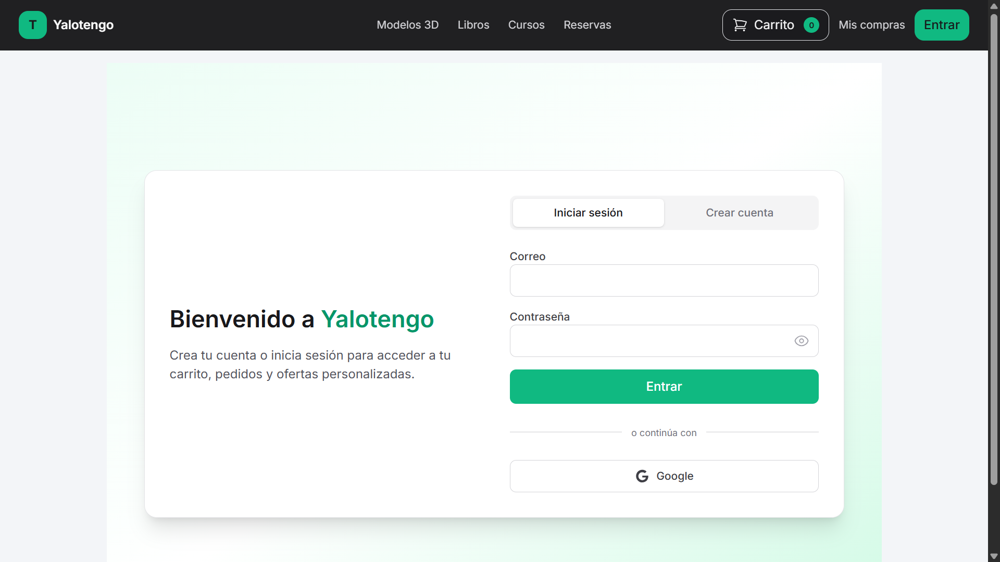 T Yalotengo Modelos 3D Libros Cursos Reservas Carrito 0 Mis compras Entrar
Iniciar sesión Crear cuenta
Correo
Contraseña
Bienvenido a Yalotengo
Crea tu cuenta o inicia sesión para acceder a tu
carrito, pedidos y ofertas personalizadas.
Entrar
o continúa con
Google